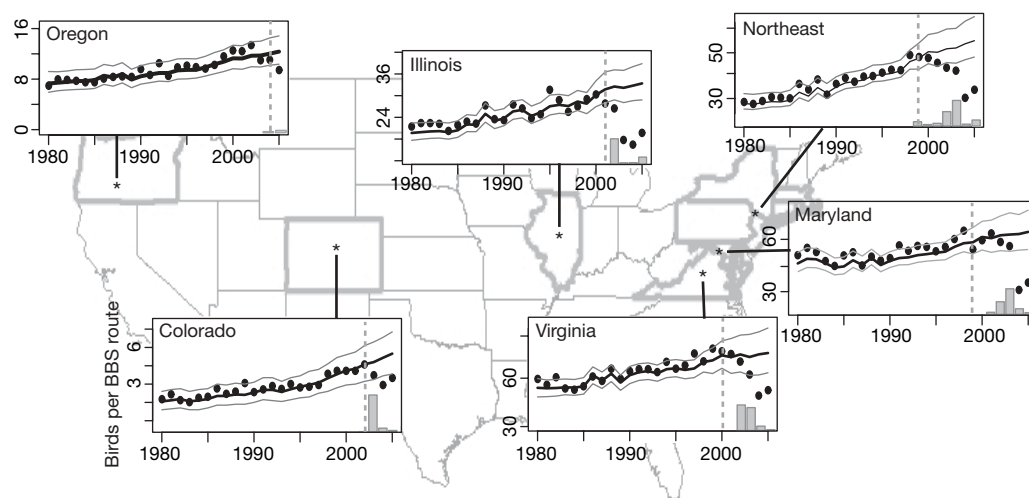 Oregon
16
8
0
1980 1990 2000
Illinois
36
24
1980 1990 2000
Northeast
50
30
1980 1990 2000
Maryland
60
30
1980 1990 2000
Colorado
6
3
Birds per BBS route
1980 1990 2000
Virginia
60
30
1980 1990 2000